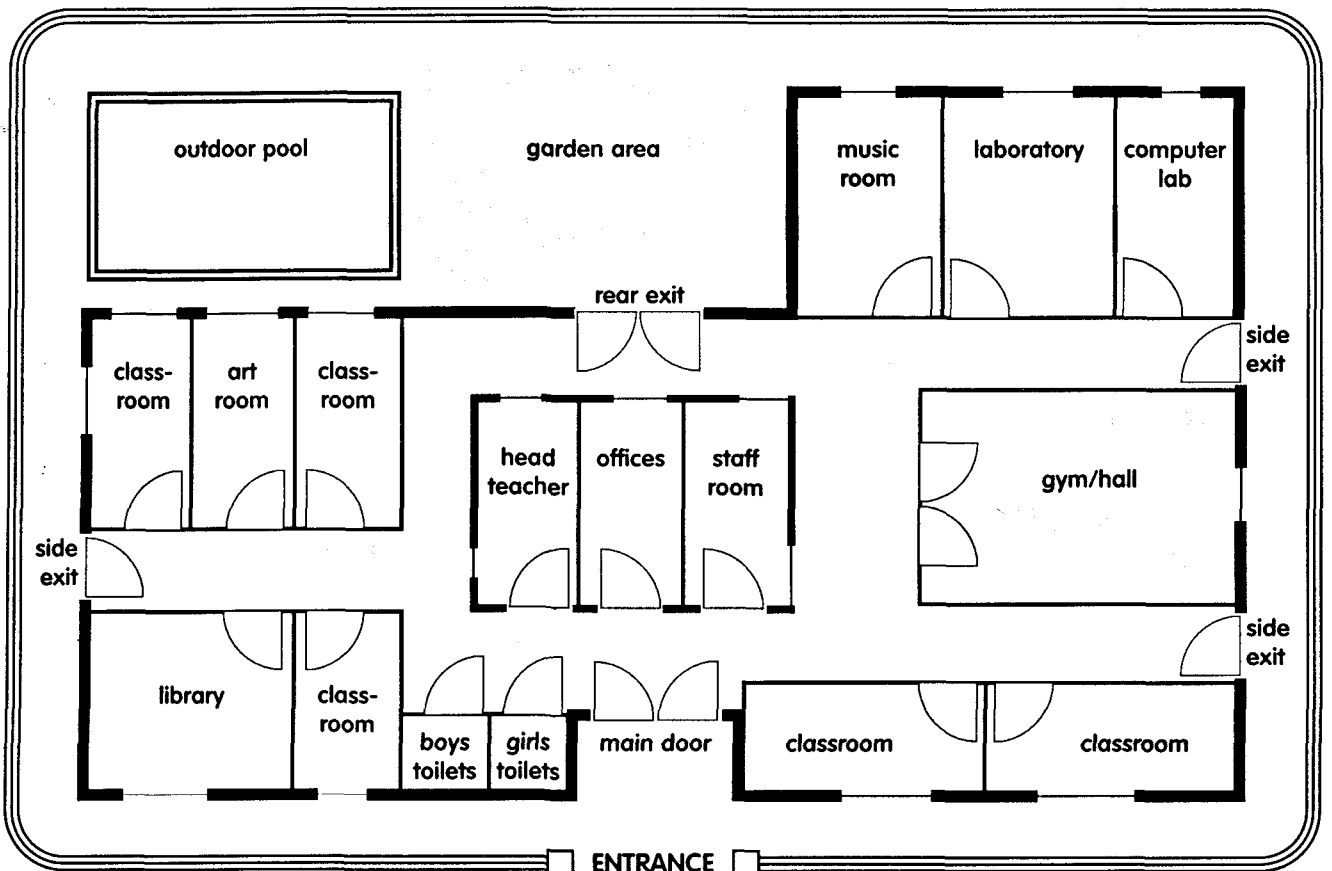 outdoor pool
garden area
music
room
laboratory
computer
lab
rear exit
side
exit
class-
room
art
room
class-
room
head
teacher
offices
staff
room
gym/hall
side
exit
side
exit
library
class-
room
boys
toilets
girls
toilets
main door
classroom
classroom
ENTRANCE